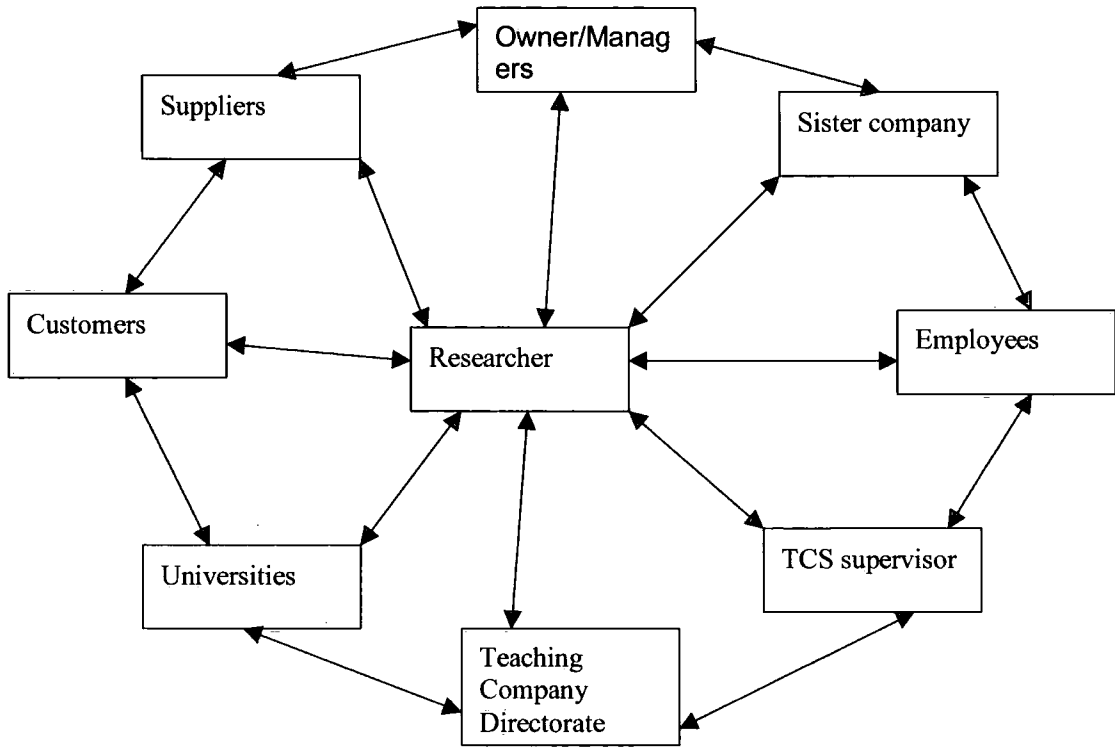 Owner/Manag
ers
Suppliers
Sister company
Customers
Researcher
Employees
Universities
TCS supervisor
Teaching
Company
Directorate